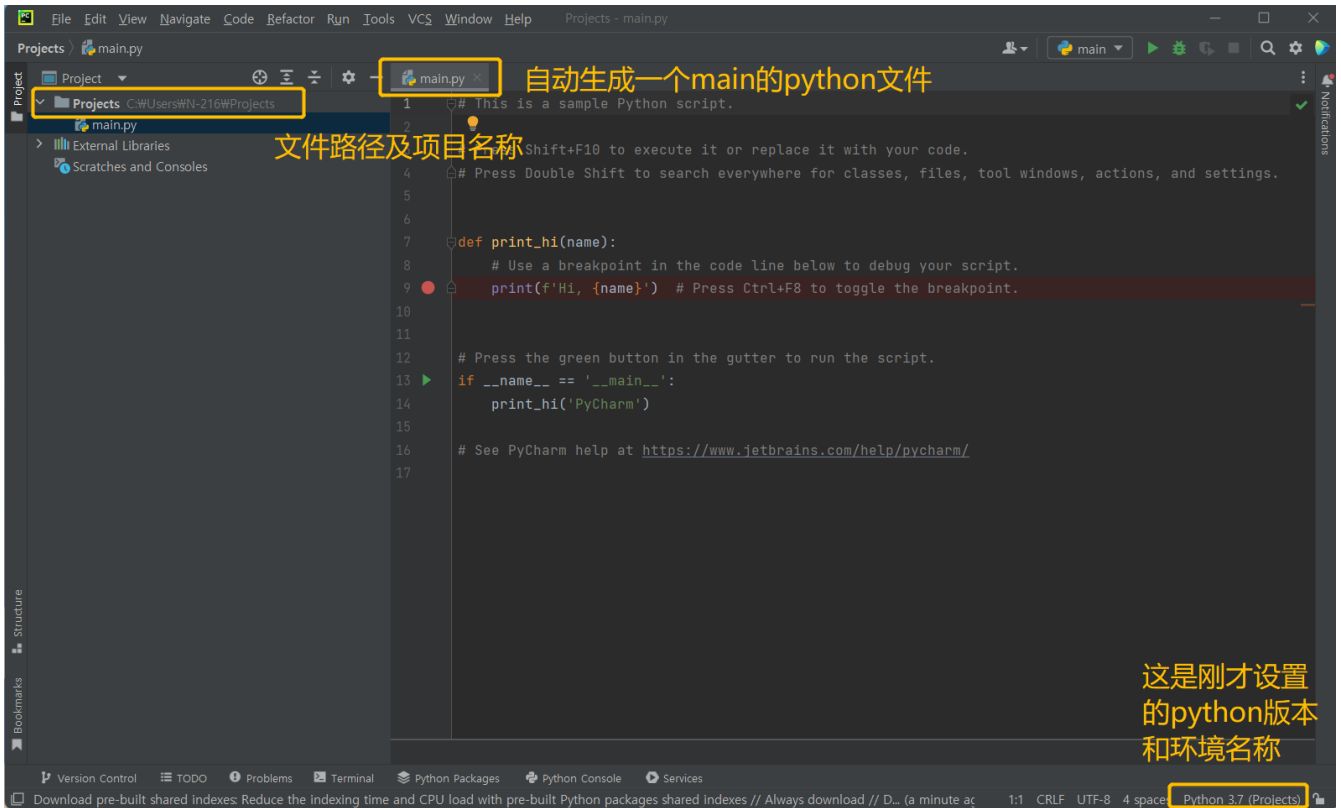 PC File Edit View Navigate Code Refactor Run Tools VCS Window Help Projects - main.py
Projects main.py
main
Project
Project
main.py
自动生成一个main的python文件
Notifications
Projects C:₩Users₩N-216₩Projects
main.py
External Libraries
Scratches and Consoles
文件路径及项目名称
1 # This is a sample Python script.
2
Shift+F10 to execute it or replace it with your code.
4 # Press Double Shift to search everywhere for classes, files, tool windows, actions, and settings.
5
6
7 def print_hi(name):
8 # Use a breakpoint in the code line below to debug your script.
9 print(f'Hi, {name}') # Press Ctrl+F8 to toggle the breakpoint.
10
11
12 # Press the green button in the gutter to run the script.
13 if __name__ == '__main__':
14 print_hi('PyCharm')
15
16 # See PyCharm help at https://www.jetbrains.com/help/pycharm/
17
Structure
Bookmarks
这是刚才设置
的python版本
和环境名称
Version Control TODO Problems Terminal Python Packages Python Console Services
Download pre-built shared indexes: Reduce the indexing time and CPU load with pre-built Python packages shared indexes // Always download // D... (a minute ag 1:1 CRLF UTF-8 4 spaces Python 3.7 (Projects)